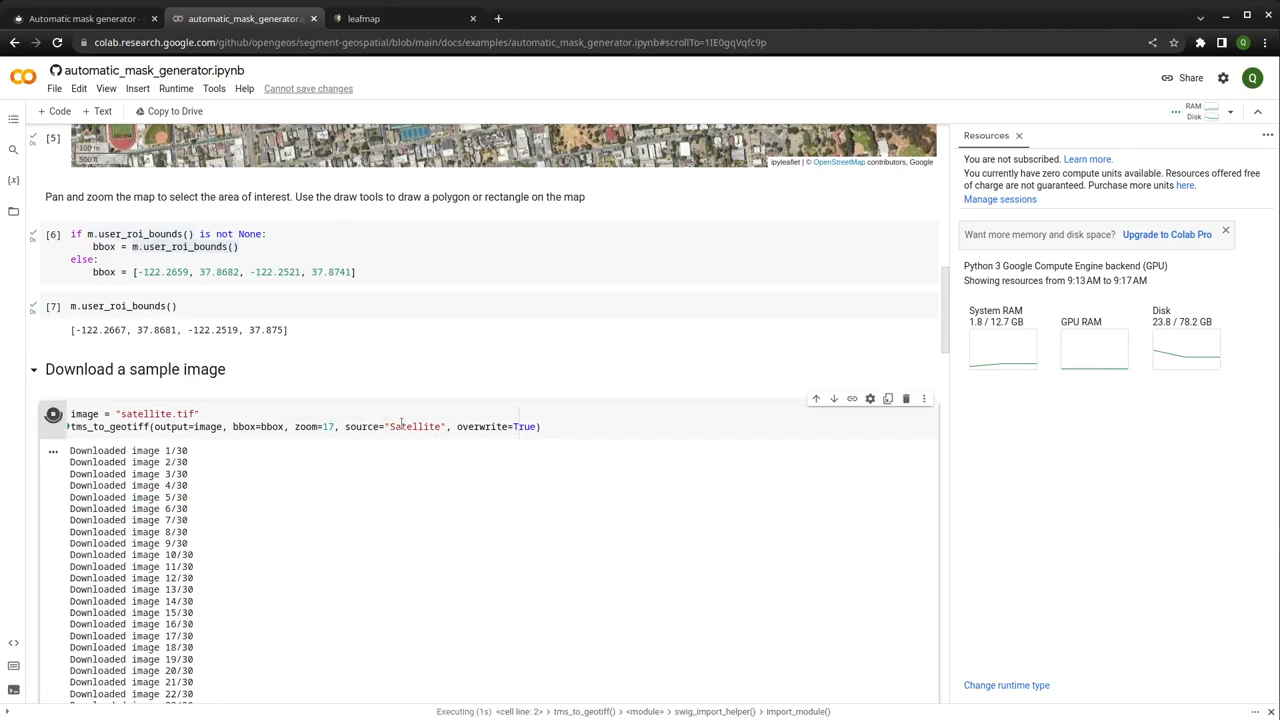 Automatic mask generator - s
automatic_mask_generator.ip
leafmap
colab.research.google.com/github/opengeos/segment-geospatial/blob/main/docs/examples/automatic_mask_generator.ipynb#scrollTo=1IE0gqVqfc9p
Q
automatic_mask_generator.ipynb
File Edit View Insert Runtime Tools Help Cannot save changes
Share
Q
+ Code + Text Copy to Drive
RAM
Disk
[5]
0s
100 m
500 ft
ipyleaflet | © OpenStreetMap contributors, Google
Pan and zoom the map to select the area of interest. Use the draw tools to draw a polygon or rectangle on the map
[6] if m.user_roi_bounds() is not None:
0s
bbox = m.user_roi_bounds()
else:
bbox = [-122.2659, 37.8682, -122.2521, 37.8741]
[7] m.user_roi_bounds()
0s
[-122.2667, 37.8681, -122.2519, 37.875]
Download a sample image
image = "satellite.tif"
tms_to_geotiff(output=image, bbox=bbox, zoom=17, source="Satellite", overwrite=True)
Downloaded image 1/30
Downloaded image 2/30
Downloaded image 3/30
Downloaded image 4/30
Downloaded image 5/30
Downloaded image 6/30
Downloaded image 7/30
Downloaded image 8/30
Downloaded image 9/30
Downloaded image 10/30
Downloaded image 11/30
Downloaded image 12/30
Downloaded image 13/30
Downloaded image 14/30
Downloaded image 15/30
Downloaded image 16/30
Downloaded image 17/30
Downloaded image 18/30
Downloaded image 19/30
Downloaded image 20/30
Downloaded image 21/30
Downloaded image 22/30
Resources
You are not subscribed. Learn more.
You currently have zero compute units available. Resources offered free of charge are not guaranteed. Purchase more units here.
Manage sessions
Want more memory and disk space? Upgrade to Colab Pro
Python 3 Google Compute Engine backend (GPU)
Showing resources from 9:13 AM to 9:17 AM
System RAM
1.8 / 12.7 GB
GPU RAM
Disk
23.8 / 78.2 GB
Change runtime type
Executing (1s) <cell line: 2> > tms_to_geotiff() > <module> > swig_import_helper() > import_module()